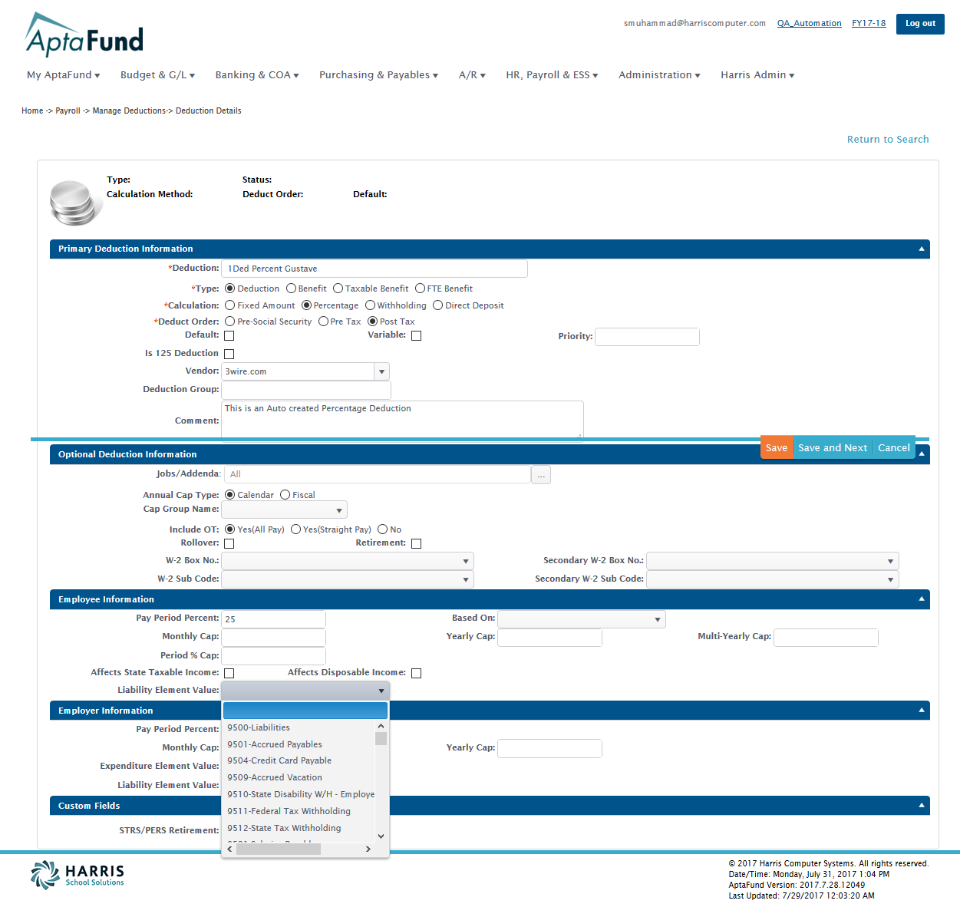 AptaFund
smuhammad@harriscomputer.com QA_Automation FY17-18 Log out
My AptaFund Budget & G/L Banking & COA Purchasing & Payables A/R HR, Payroll & ESS Administration Harris Admin
Home -> Payroll -> Manage Deductions-> Deduction Details
Return to Search
Type: Status:
Calculation Method: Deduct Order: Default:
Primary Deduction Information
*Deduction: 1Ded Percent Gustave
*Type: Deduction Benefit Taxable Benefit FTE Benefit
*Calculation: Fixed Amount Percentage Withholding Direct Deposit
*Deduct Order: Pre-Social Security Pre Tax Post Tax
Default: Variable: Priority:
Is 125 Deduction
Vendor: 3wire.com
Deduction Group:
Comment: This is an Auto created Percentage Deduction
Save Save and Next Cancel
Optional Deduction Information
Jobs/Addenda: All ...
Annual Cap Type: Calendar Fiscal
Cap Group Name:
Include OT: Yes(All Pay) Yes(Straight Pay) No
Rollover: Retirement:
W-2 Box No.: Secondary W-2 Box No.:
W-2 Sub Code: Secondary W-2 Sub Code:
Employee Information
Pay Period Percent: 25 Based On:
Monthly Cap: Yearly Cap: Multi-Yearly Cap:
Period % Cap:
Affects State Taxable Income: Affects Disposable Income:
Liability Element Value:
Employer Information
Pay Period Percent: 9500-Liabilities
9501-Accrued Payables
Monthly Cap: Yearly Cap:
9504-Credit Card Payable
Expenditure Element Value:
9509-Accrued Vacation
Liability Element Value:
9510-State Disability W/H - Employe
Custom Fields
9511-Federal Tax Withholding
STRS/PERS Retirement: 9512-State Tax Withholding
HARRIS
School Solutions
© 2017 Harris Computer Systems. All rights reserved.
Date/Time: Monday, July 31, 2017 1:04 PM
AptaFund Version: 2017.7.28.12049
Last Updated: 7/29/2017 12:03:20 AM